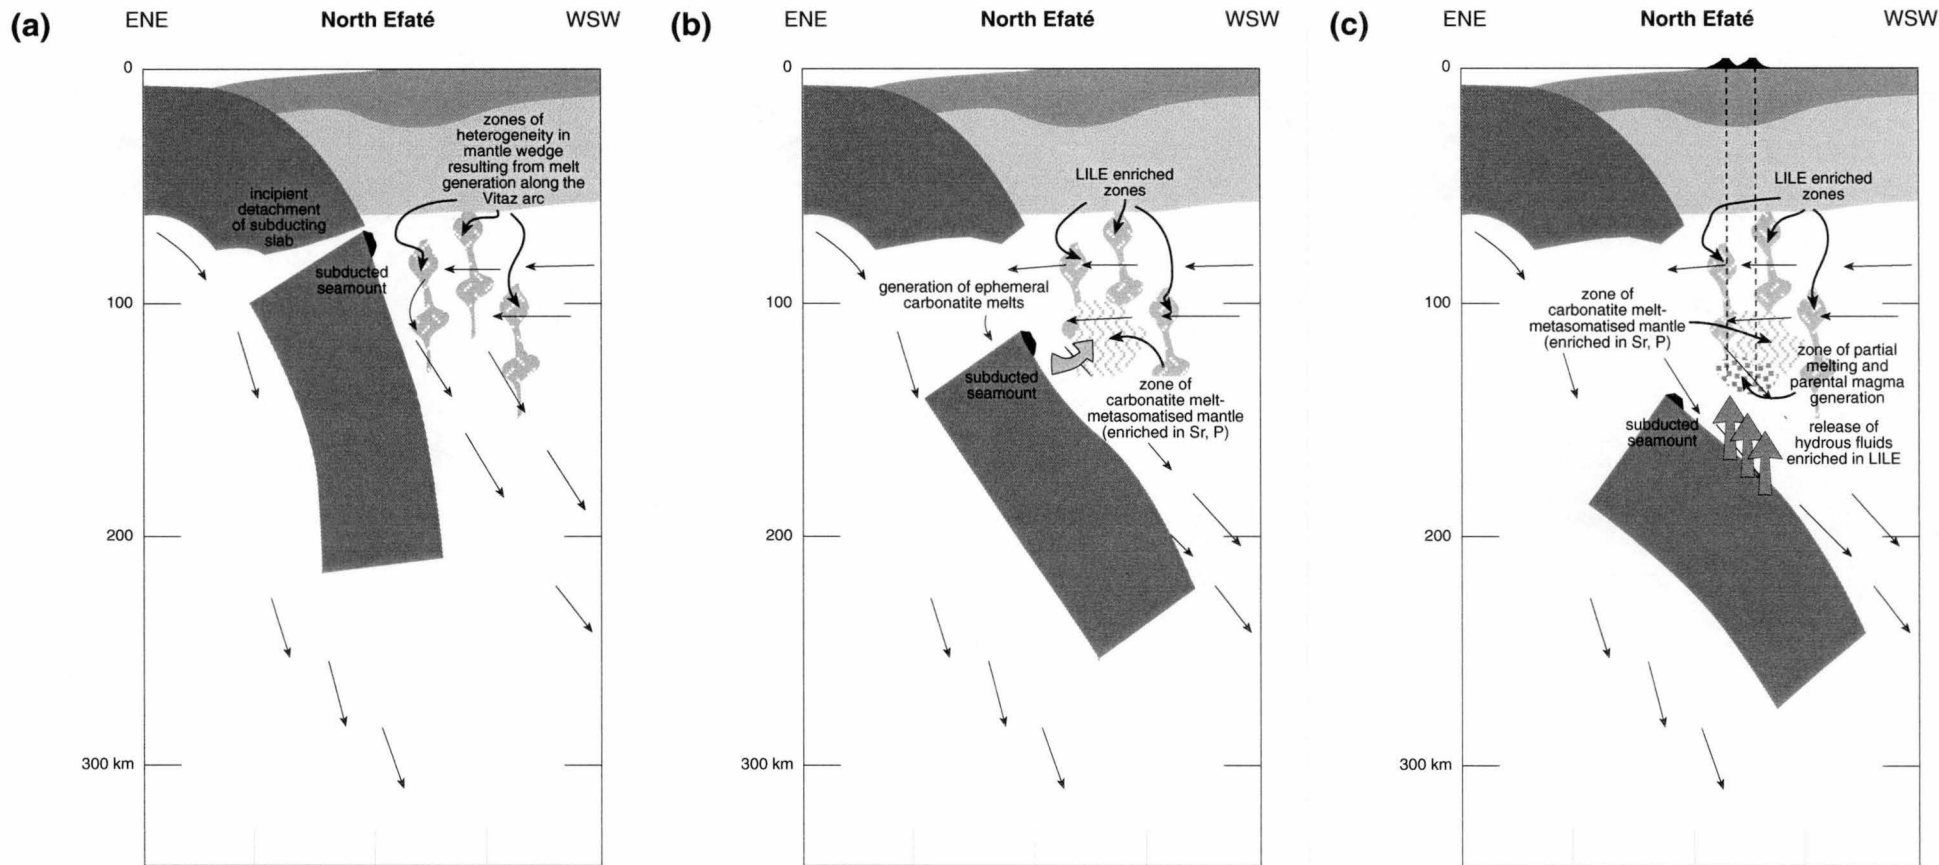 (a)
ENE
North Efaté
WSW
0
zones of
heterogeneity in
mantle wedge
resulting from melt
generation along the
Vitaz arc
incipient
detachment
of subducting
slab
subducted
seamount
100
200
300 km
(b)
ENE
North Efaté
WSW
0
LILE enriched
zones
generation of ephemeral
carbonatite melts
100
subducted
seamount
zone of
carbonatite melt-
metasomatised mantle
(enriched in Sr, P)
200
300 km
(c)
ENE
North Efaté
WSW
0
LILE enriched
zones
100
zone of
carbonatite melt-
metasomatised mantle
(enriched in Sr, P)
zone of partial
melting and
parental magma
generation
subducted
seamount
release of
hydrous fluids
enriched in LILE
200
300 km